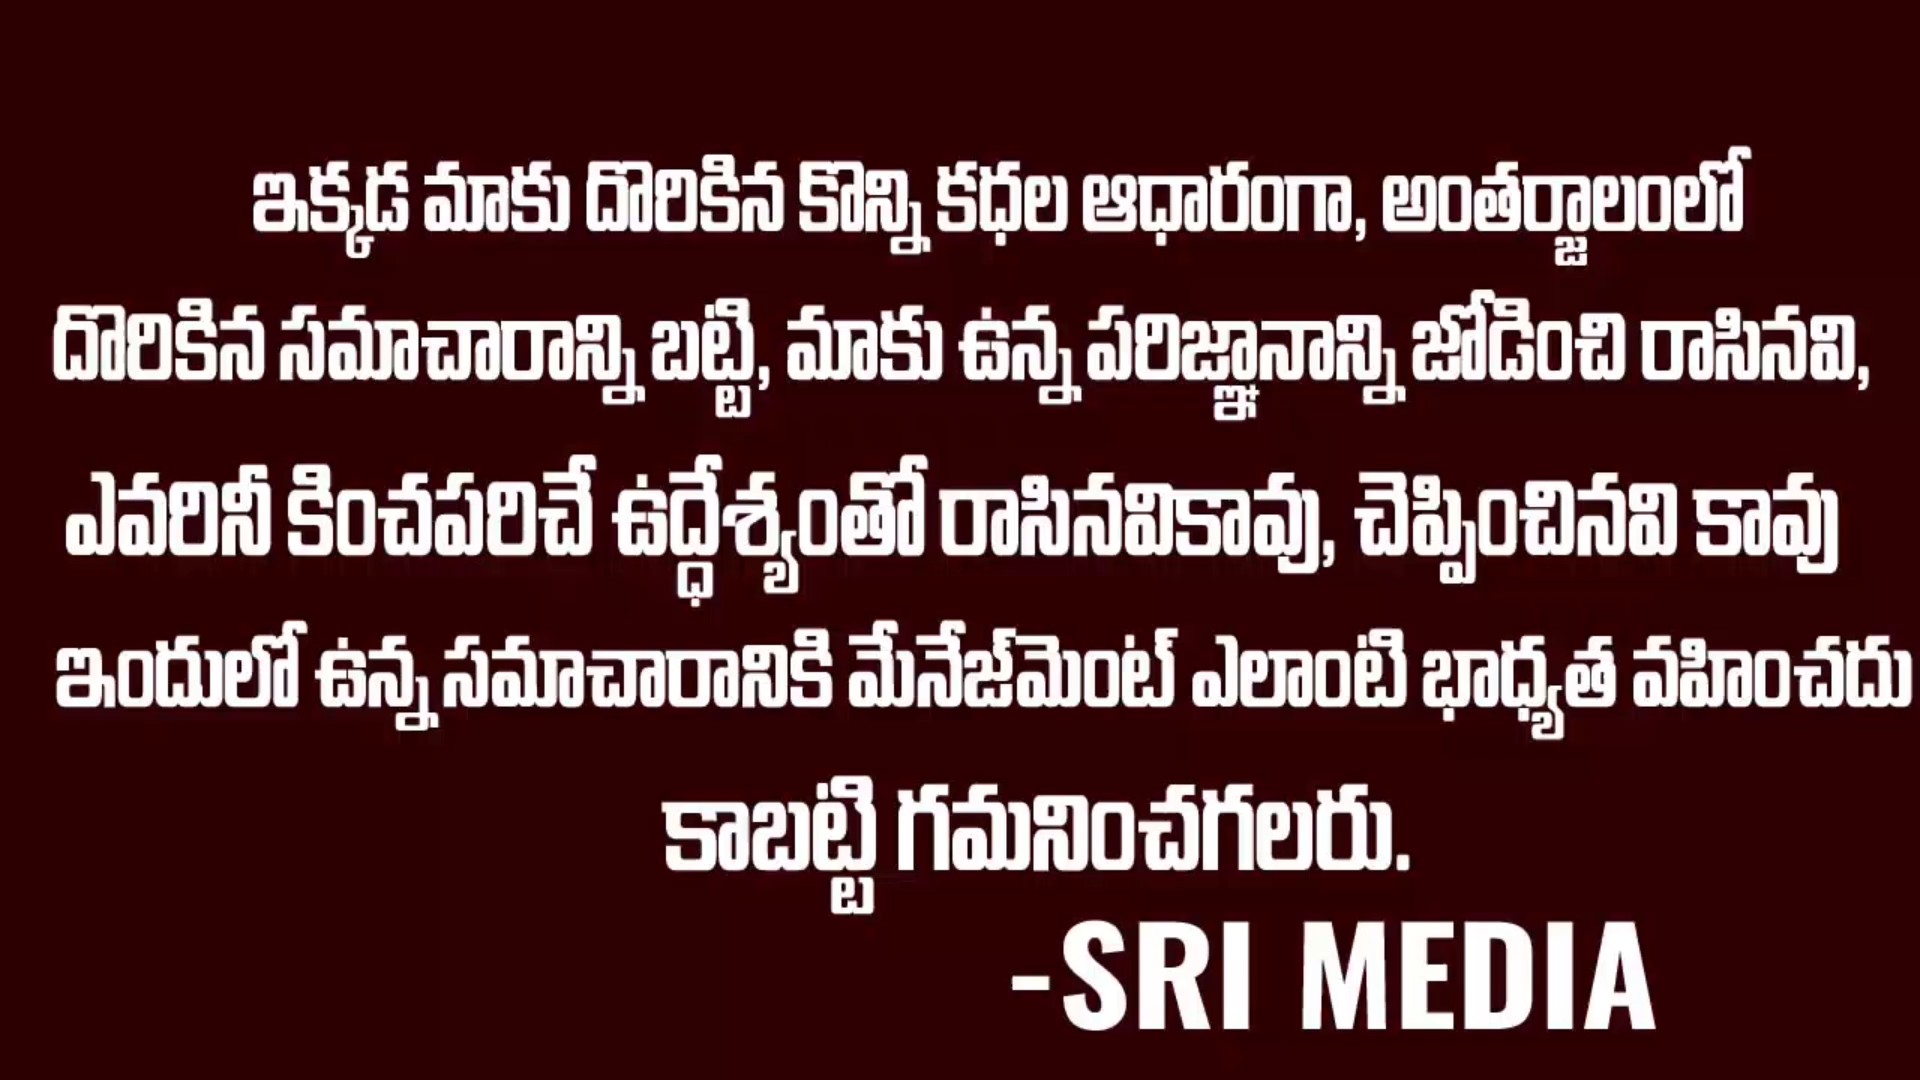 ఇక్కడ మాకు దొరికిన కొన్ని కధల ఆధారంగా, అంతర్జాలంలో
దొరికిన సమాచారాన్ని బట్టి, మాకు ఉన్న పరిజ్ఞానాన్ని జోడించి రాసినవి,
ఎవరినీ కించపరిచే ఉద్ధేశ్యంతో రాసినవికావు, చెప్పించినవి కావు
ఇందులో ఉన్న సమాచారానికి మేనేజ్‌మెంట్ ఎలాంటి భాధ్యత వహించదు
కాబట్టి గమనించగలరు.
-SRI MEDIA